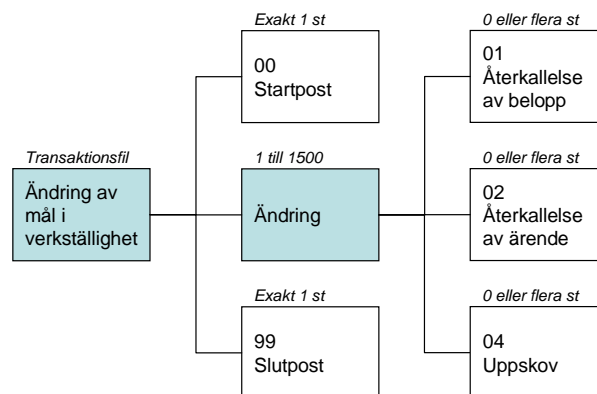 Exakt 1 st
00
Startpost
0 eller flera st
01
Återkallelse
av belopp
Transaktionsfil
Ändring av
mål i
verkställighet
1 till 1500
Ändring
0 eller flera st
02
Återkallelse
av ärende
Exakt 1 st
99
Slutpost
0 eller flera st
04
Uppskov